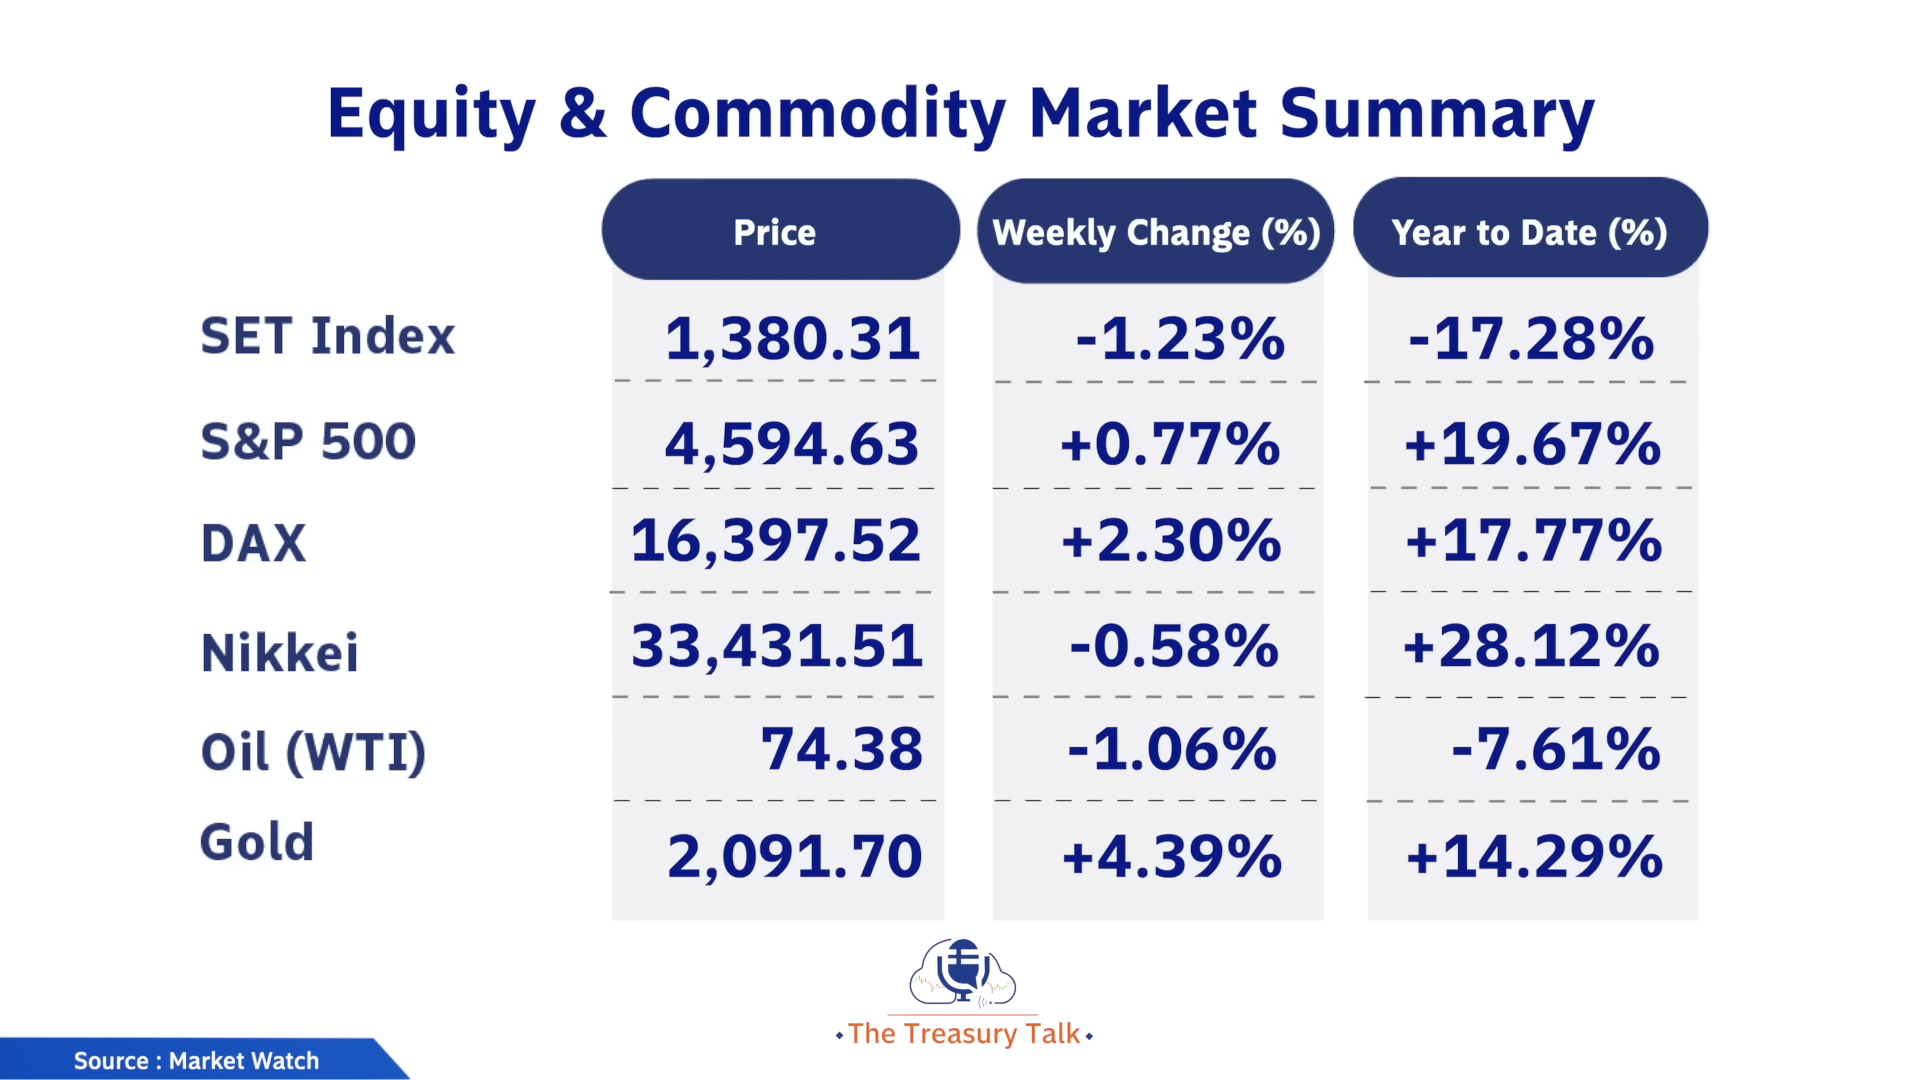 Equity & Commodity Market Summary
Price Weekly Change (%) Year to Date (%)
SET Index 1,380.31 -1.23% -17.28%
S&P 500 4,594.63 +0.77% +19.67%
DAX 16,397.52 +2.30% +17.77%
Nikkei 33,431.51 -0.58% +28.12%
Oil (WTI) 74.38 -1.06% -7.61%
Gold 2,091.70 +4.39% +14.29%
The Treasury Talk
Source : Market Watch